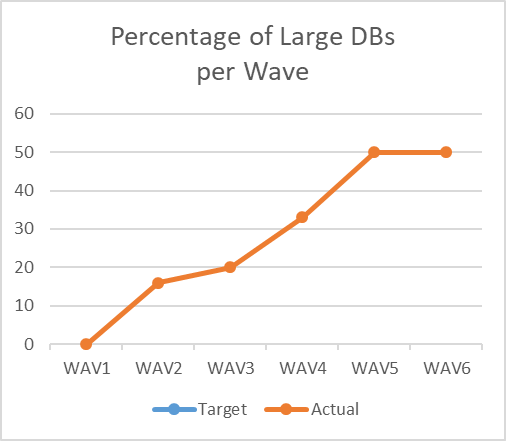 Percentage of Large DBs
per Wave
60
50
40
30
20
10
0
WAV1 WAV2 WAV3 WAV4 WAV5 WAV6
Target Actual